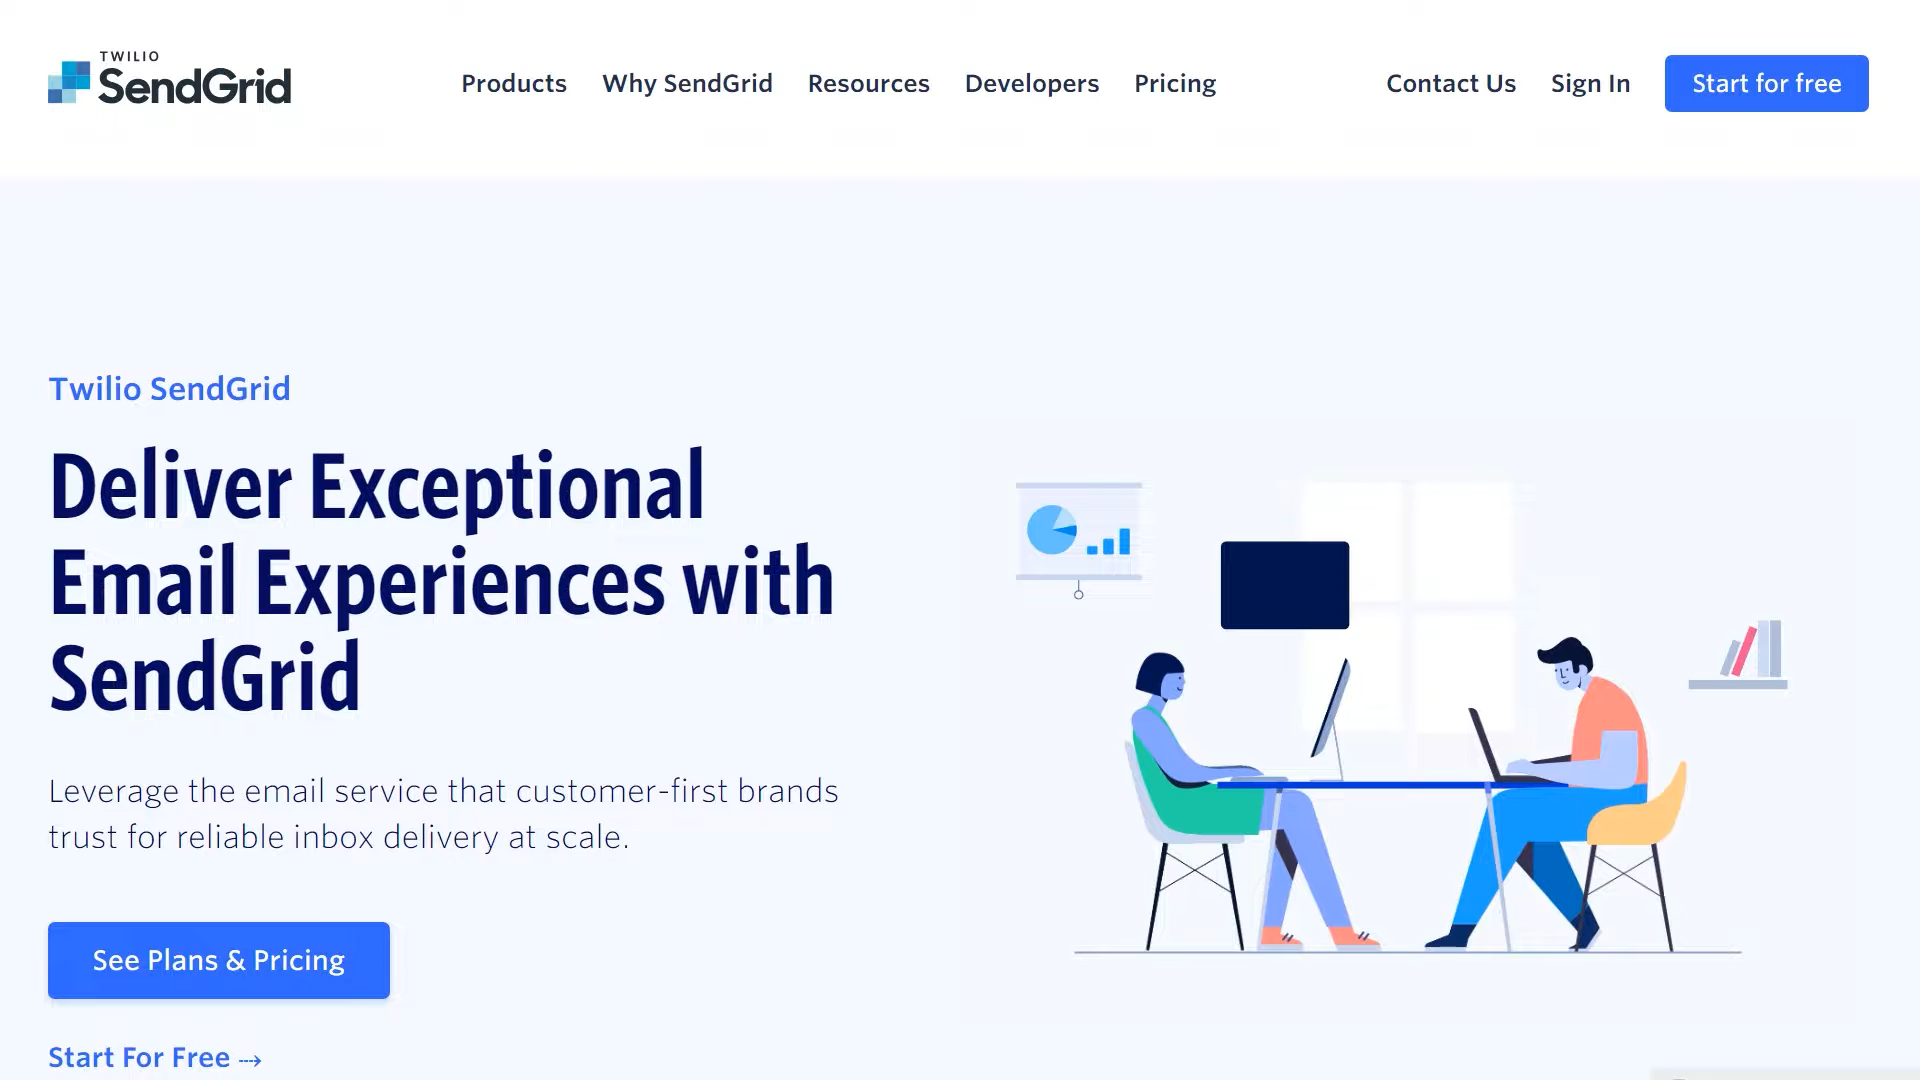 TWILIO
SendGrid
Products
Why SendGrid
Resources
Developers
Pricing
Contact Us
Sign In
Start for free
Twilio SendGrid
Deliver Exceptional
Email Experiences with
SendGrid
Leverage the email service that customer-first brands
trust for reliable inbox delivery at scale.
See Plans & Pricing
Start For Free ⤏